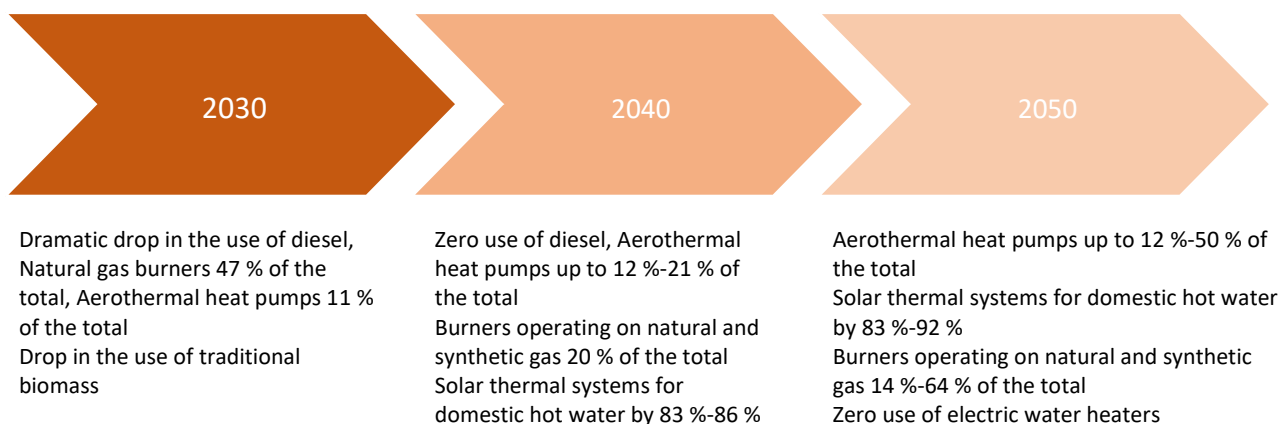 2030
Dramatic drop in the use of diesel,
Natural gas burners 47 % of the
total, Aerothermal heat pumps 11 %
of the total
Drop in the use of traditional
biomass
2040
Zero use of diesel, Aerothermal
heat pumps up to 12 %-21 % of
the total
Burners operating on natural and
synthetic gas 20 % of the total
Solar thermal systems for
domestic hot water by 83 %-86 %
2050
Aerothermal heat pumps up to 12 %-50 % of
the total
Solar thermal systems for domestic hot water
by 83 %-92 %
Burners operating on natural and synthetic
gas 14 %-64 % of the total
Zero use of electric water heaters